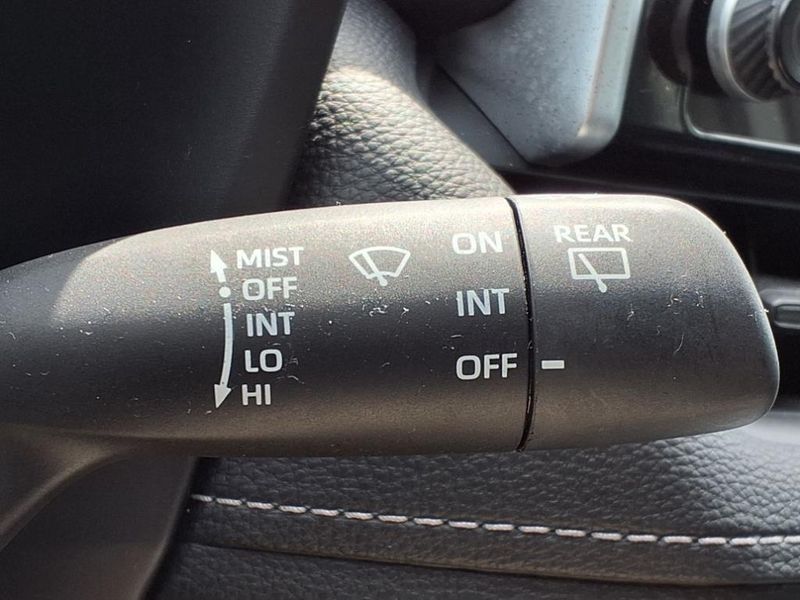 MIST
OFF
INT
LO
HI
ON
INT
OFF
REAR